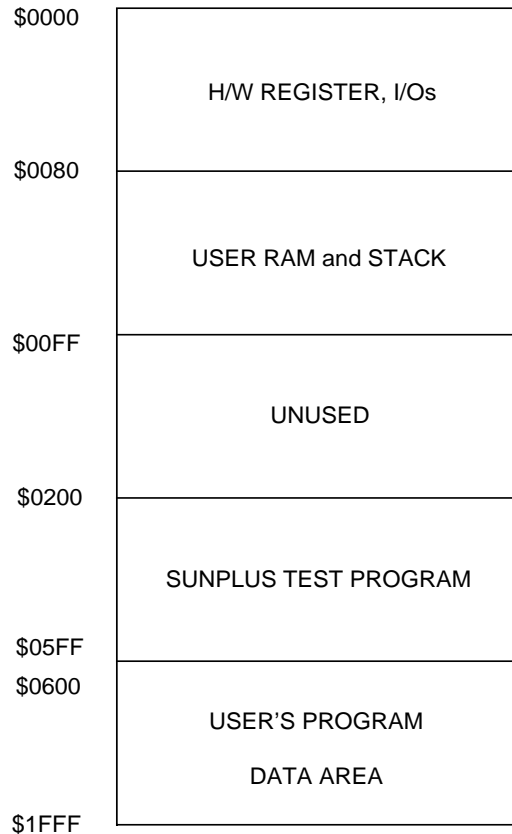 $0000
H/W REGISTER, I/Os
$0080
USER RAM and STACK
$00FF
UNUSED
$0200
SUNPLUS TEST PROGRAM
$05FF
$0600
USER'S PROGRAM
DATA AREA
$1FFF